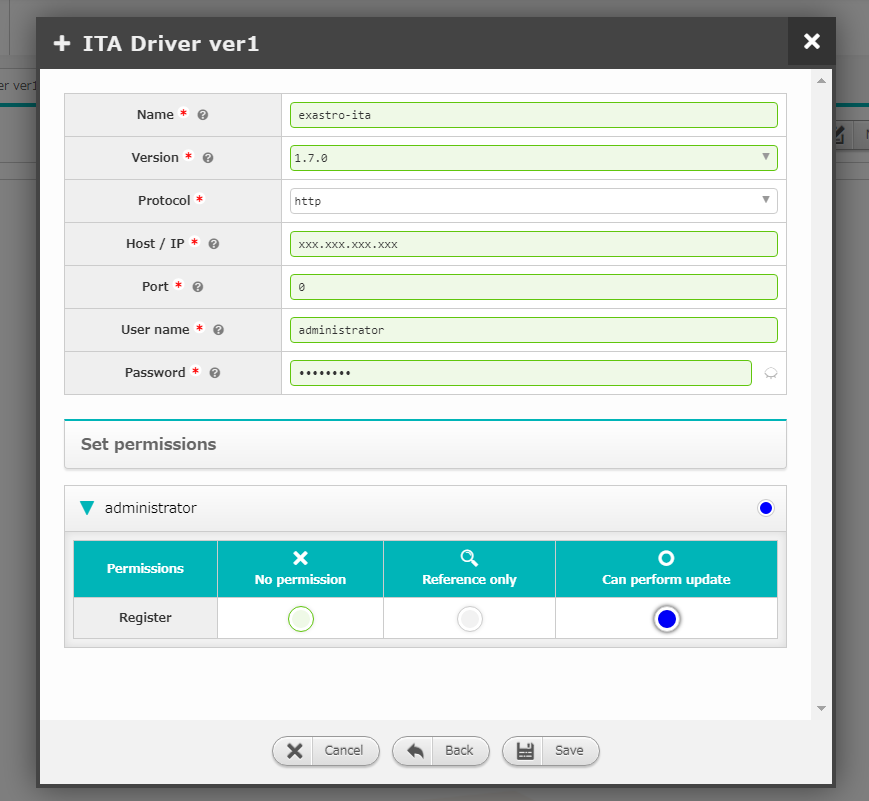 ITA Driver ver1
er ver1
Name *
exastro-ita
Version *
1.7.0
Protocol *
http
Host / IP *
xxx.xxx.xxx.xxx
Port *
0
User name *
administrator
Password *
••••••••
Set permissions
administrator
Permissions
No permission
Reference only
Can perform update
Register
Cancel
Back
Save